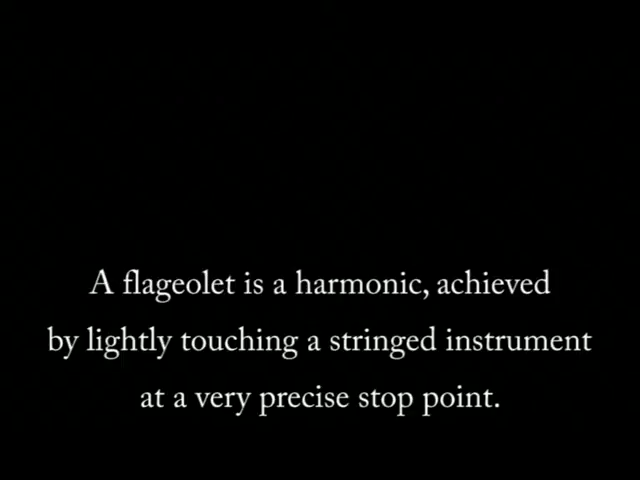 A flageolet is a harmonic, achieved
by lightly touching a stringed instrument
at a very precise stop point.